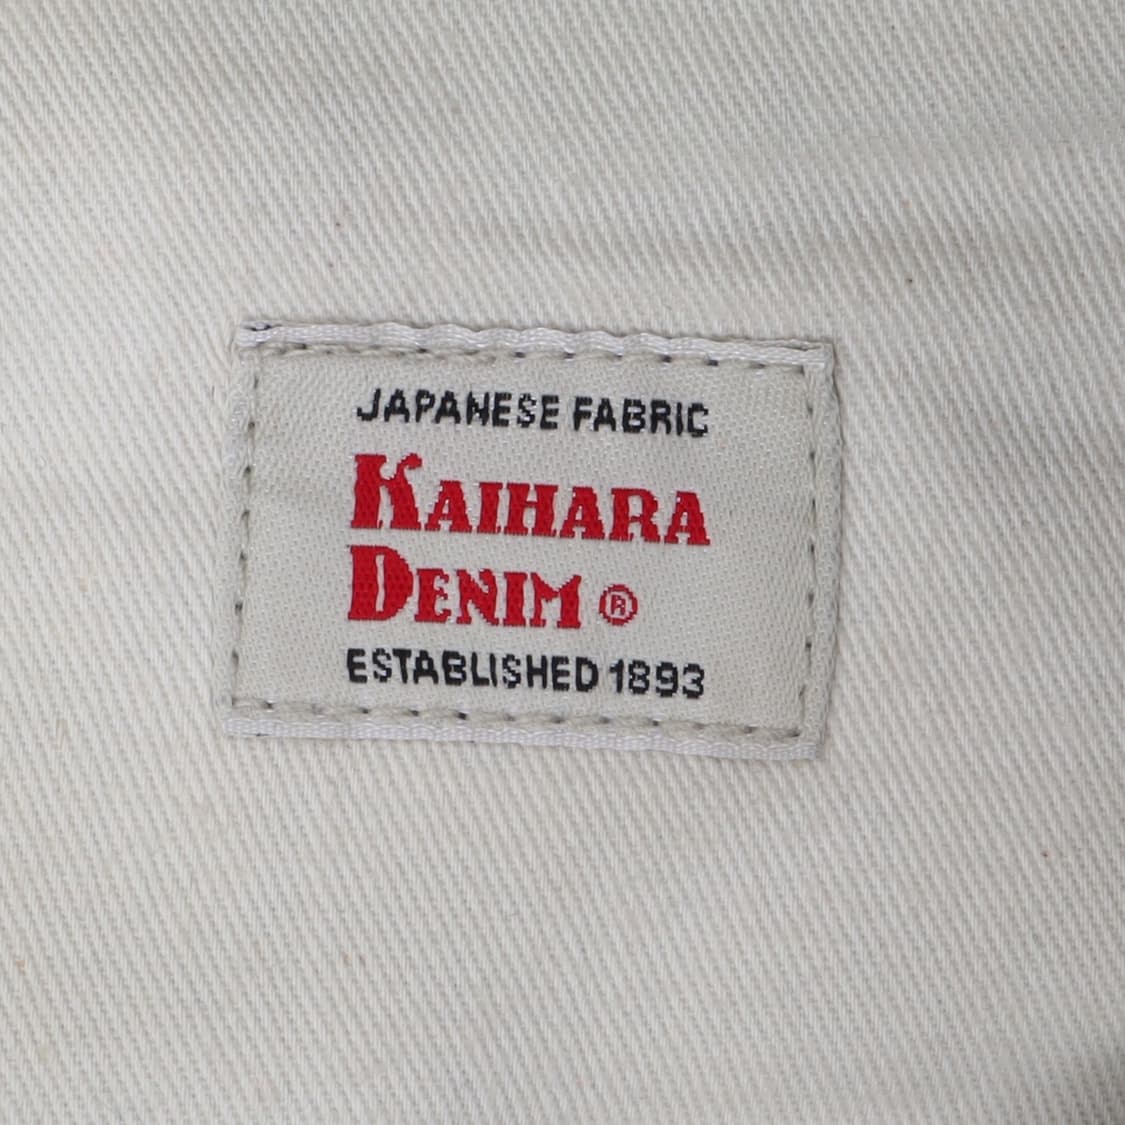 JAPANESE FABRIC
KAIHARA
DENIM ®
ESTABLISHED 1893